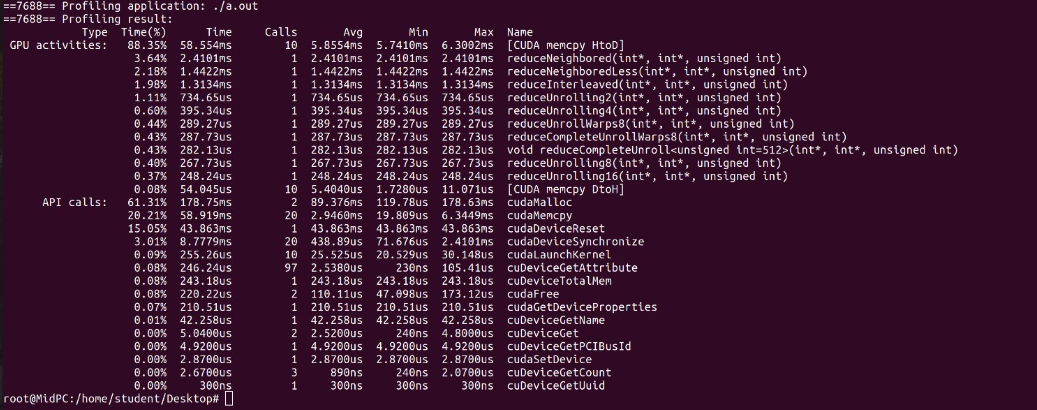 ==7688== Profiling application: ./a.out
==7688== Profiling result:
Type Time(%) Time Calls Avg Min Max Name
GPU activities: 88.35% 58.554ms 10 5.8554ms 5.7410ms 6.3002ms [CUDA memcpy HtoD]
3.64% 2.4101ms 1 2.4101ms 2.4101ms 2.4101ms reduceNeighbored(int*, int*, unsigned int)
2.18% 1.4422ms 1 1.4422ms 1.4422ms 1.4422ms reduceNeighboredLess(int*, int*, unsigned int)
1.98% 1.3134ms 1 1.3134ms 1.3134ms 1.3134ms reduceInterleaved(int*, int*, unsigned int)
1.11% 734.65us 1 734.65us 734.65us 734.65us reduceUnrolling2(int*, int*, unsigned int)
0.60% 395.34us 1 395.34us 395.34us 395.34us reduceUnrolling4(int*, int*, unsigned int)
0.44% 289.27us 1 289.27us 289.27us 289.27us reduceUnrollWarps8(int*, int*, unsigned int)
0.43% 287.73us 1 287.73us 287.73us 287.73us reduceCompleteUnrollWarps8(int*, int*, unsigned int)
0.43% 282.13us 1 282.13us 282.13us 282.13us void reduceCompleteUnroll<unsigned int=512>(int*, int*, unsigned int)
0.40% 267.73us 1 267.73us 267.73us 267.73us reduceUnrolling8(int*, int*, unsigned int)
0.37% 248.24us 1 248.24us 248.24us 248.24us reduceUnrolling16(int*, int*, unsigned int)
0.08% 54.045us 10 5.4040us 1.7280us 11.071us [CUDA memcpy DtoH]
API calls: 61.31% 178.75ms 2 89.376ms 119.78us 178.63ms cudaMalloc
20.21% 58.919ms 20 2.9460ms 19.809us 6.3449ms cudaMemcpy
15.05% 43.863ms 1 43.863ms 43.863ms 43.863ms cudaDeviceReset
3.01% 8.7779ms 20 438.89us 71.676us 2.4101ms cudaDeviceSynchronize
0.09% 255.26us 10 25.525us 20.529us 30.148us cudaLaunchKernel
0.08% 246.24us 97 2.5380us 230ns 105.41us cuDeviceGetAttribute
0.08% 243.18us 1 243.18us 243.18us 243.18us cuDeviceTotalMem
0.08% 220.22us 2 110.11us 47.098us 173.12us cudaFree
0.07% 210.51us 1 210.51us 210.51us 210.51us cudaGetDeviceProperties
0.01% 42.258us 1 42.258us 42.258us 42.258us cuDeviceGetName
0.00% 5.0400us 2 2.5200us 240ns 4.8000us cuDeviceGet
0.00% 4.9200us 1 4.9200us 4.9200us 4.9200us cuDeviceGetPCIBusId
0.00% 2.8700us 1 2.8700us 2.8700us 2.8700us cudaSetDevice
0.00% 2.6700us 3 890ns 240ns 2.0700us cuDeviceGetCount
0.00% 300ns 1 300ns 300ns 300ns cuDeviceGetUuid
root@MidPC:/home/student/Desktop#